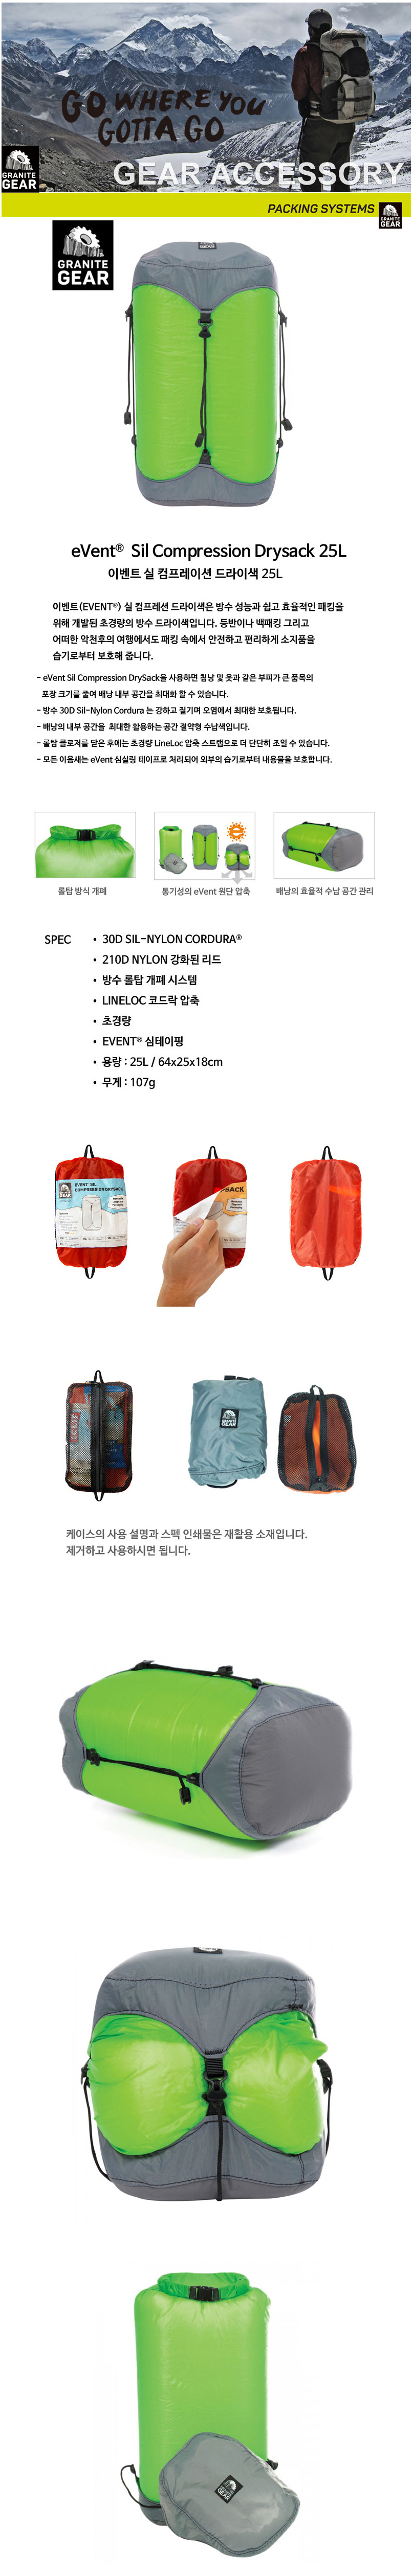 GO WHERE YOU
GOTTA GO
GRANITE
GEAR
GEAR ACCESSORY
PACKING SYSTEMS
GRANITE
GEAR
GRANITE
GEAR
eVent® Sil Compression Drysack 25L
이벤트 실 컴프레이션 드라이색 25L
이벤트(EVENT®) 실 컴프레션 드라이색은 방수 성능과 쉽고 효율적인 패킹을
위해 개발된 초경량의 방수 드라이색입니다. 등반이나 백패킹 그리고
어떠한 악천후의 여행에서도 패킹 속에서 안전하고 편리하게 소지품을
습기로부터 보호해 줍니다.
- eVent Sil Compression DrySack을 사용하면 침낭 및 옷과 같은 부피가 큰 품목의
포장 크기를 줄여 배낭 내부 공간을 최대화 할 수 있습니다.
- 방수 30D Sil-Nylon Cordura 는 강하고 질기며 오염에서 최대한 보호됩니다.
- 배낭의 내부 공간을 최대한 활용하는 공간 절약형 수납색입니다.
- 롤탑 클로저를 닫은 후에는 초경량 LineLoc 압축 스트랩으로 더 단단히 조일 수 있습니다.
- 모든 이음새는 eVent 심실링 테이프로 처리되어 외부의 습기로부터 내용물을 보호합니다.
롤탑 방식 개폐
통기성의 eVent 원단 압축
배낭의 효율적 수납 공간 관리
SPEC
• 30D SIL-NYLON CORDURA®
• 210D NYLON 강화된 리드
• 방수 롤탑 개폐 시스템
• LINELOC 코드락 압축
• 초경량
• EVENT® 심테이핑
• 용량 : 25L / 64x25x18cm
• 무게 : 107g
EVENT SIL
COMPRESSION DRYSACK
SACK
GRANITE
GEAR
케이스의 사용 설명과 스펙 인쇄물은 재활용 소재입니다.
제거하고 사용하시면 됩니다.